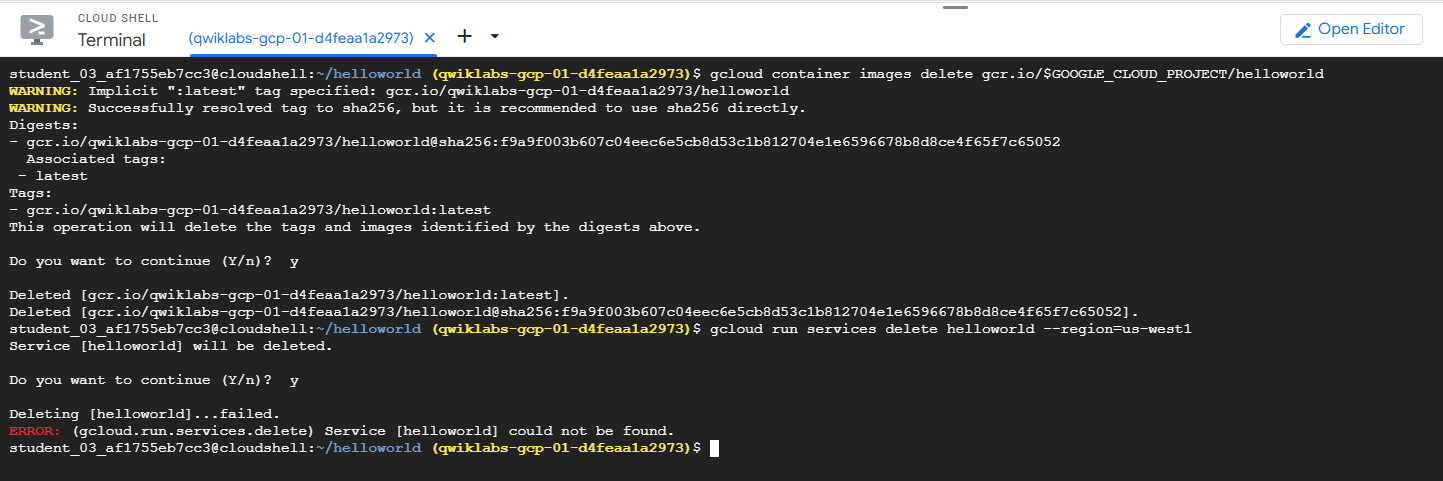 CLOUD SHELL
Terminal
(qwiklabs-gcp-01-d4feaa1a2973)
Open Editor
student_03_af1755eb7cc3@cloudshell:~/helloworld (qwiklabs-gcp-01-d4feaa1a2973)$ gcloud container images delete gcr.io/$GOOGLE_CLOUD_PROJECT/helloworld
WARNING: Implicit ":latest" tag specified: gcr.io/qwiklabs-gcp-01-d4feaa1a2973/helloworld
WARNING: Successfully resolved tag to sha256, but it is recommended to use sha256 directly.
Digests:
- gcr.io/qwiklabs-gcp-01-d4feaa1a2973/helloworld@sha256:f9a9f003b607c04eec6e5cb8d53c1b812704e1e6596678b8d8ce4f65f7c65052
  Associated tags:
 - latest
Tags:
- gcr.io/qwiklabs-gcp-01-d4feaa1a2973/helloworld:latest
This operation will delete the tags and images identified by the digests above.
Do you want to continue (Y/n)?  y
Deleted [gcr.io/qwiklabs-gcp-01-d4feaa1a2973/helloworld:latest].
Deleted [gcr.io/qwiklabs-gcp-01-d4feaa1a2973/helloworld@sha256:f9a9f003b607c04eec6e5cb8d53c1b812704e1e6596678b8d8ce4f65f7c65052].
student_03_af1755eb7cc3@cloudshell:~/helloworld (qwiklabs-gcp-01-d4feaa1a2973)$ gcloud run services delete helloworld --region=us-west1
Service [helloworld] will be deleted.
Do you want to continue (Y/n)?  y
Deleting [helloworld]...failed.
ERROR: (gcloud.run.services.delete) Service [helloworld] could not be found.
student_03_af1755eb7cc3@cloudshell:~/helloworld (qwiklabs-gcp-01-d4feaa1a2973)$